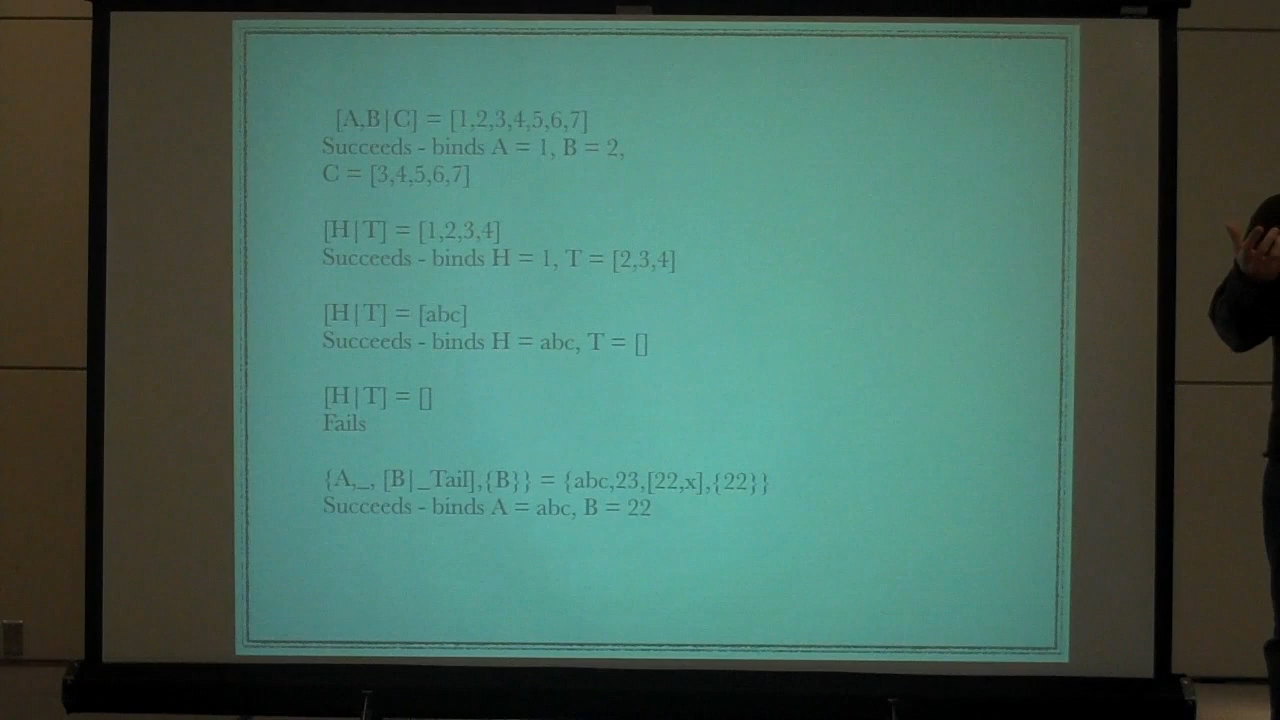 [A,B|C] = [1,2,3,4,5,6,7]
Succeeds - binds A = 1, B = 2,
C = [3,4,5,6,7]
[H|T] = [1,2,3,4]
Succeeds - binds H = 1, T = [2,3,4]
[H|T] = [abc]
Succeeds - binds H = abc, T = []
[H|T] = []
Fails
{A,_, [B|_Tail],{B}} = {abc,23,[22,x],{22}}
Succeeds - binds A = abc, B = 22